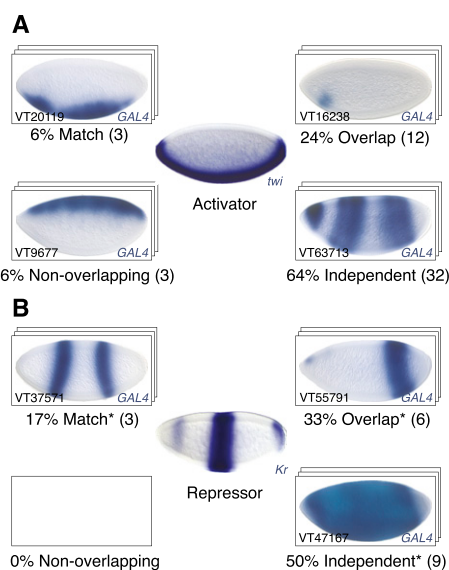 A
VT20119 GAL4
6% Match (3)
VT16238 GAL4
24% Overlap (12)
twi
Activator
VT9677 GAL4
6% Non-overlapping (3)
VT63713 GAL4
64% Independent (32)
B
VT37571 GAL4
17% Match* (3)
VT55791 GAL4
33% Overlap* (6)
Kr
Repressor
0% Non-overlapping
VT47167 GAL4
50% Independent* (9)